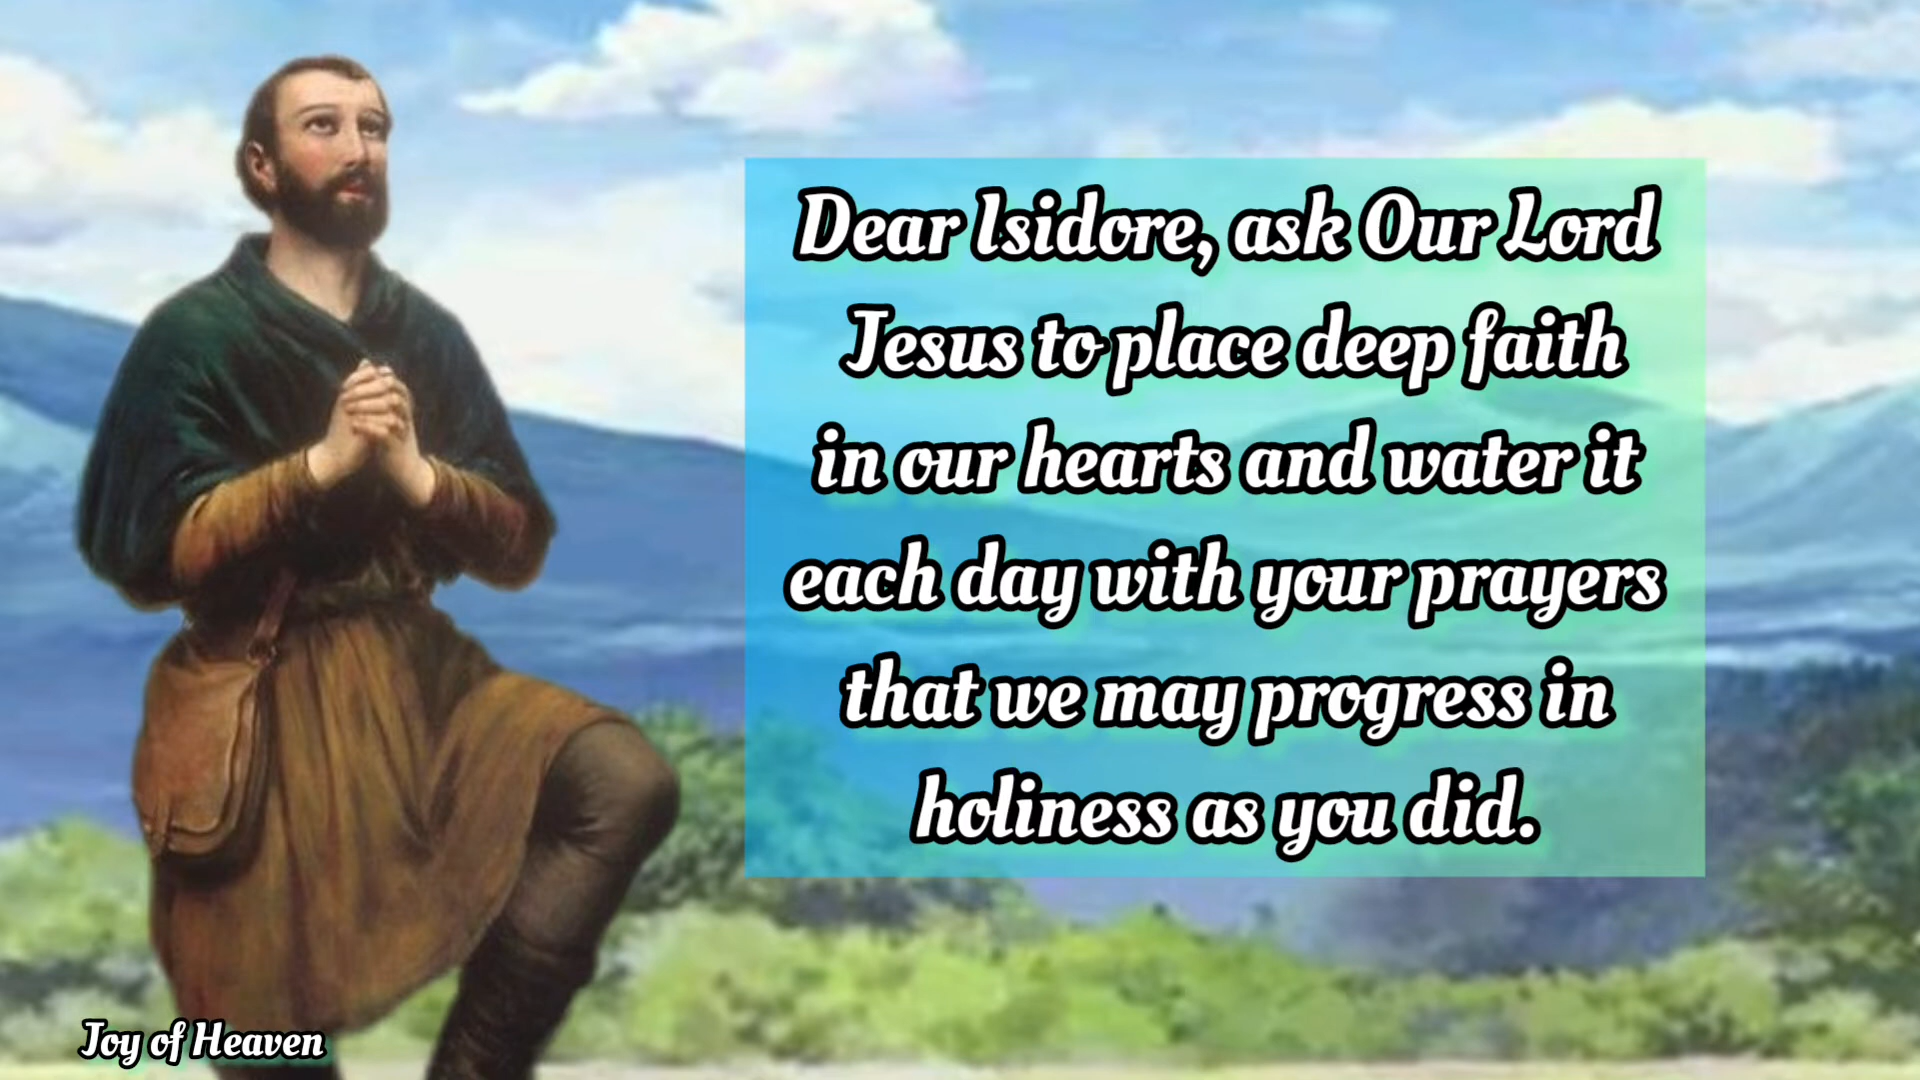 Dear Isidore, ask Our Lord
Jesus to place deep faith
in our hearts and water it
each day with your prayers
that we may progress in
holiness as you did.
Joy of Heaven